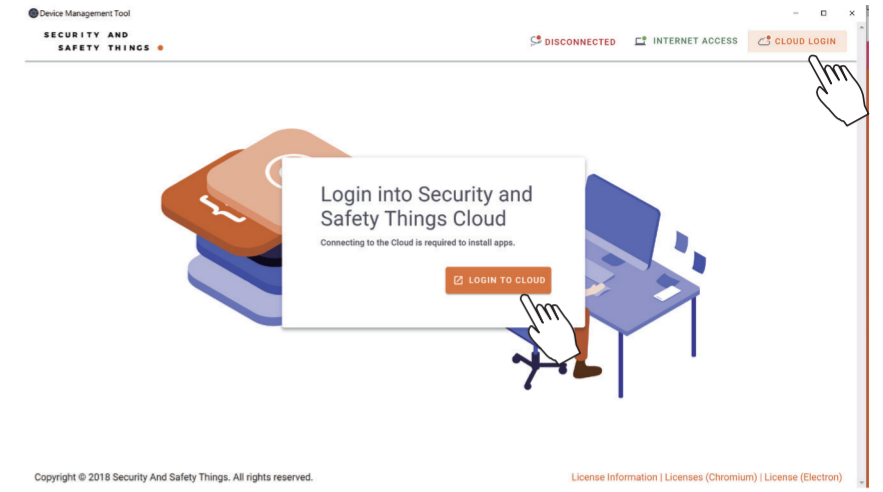 Device Management Tool
SECURITY AND
SAFETY THINGS
DISCONNECTED
INTERNET ACCESS
CLOUD LOGIN
Login into Security and
Safety Things Cloud
Connecting to the Cloud is required to install apps.
LOGIN TO CLOUD
Copyright © 2018 Security And Safety Things. All rights reserved.
License Information | Licenses (Chromium) | License (Electron)